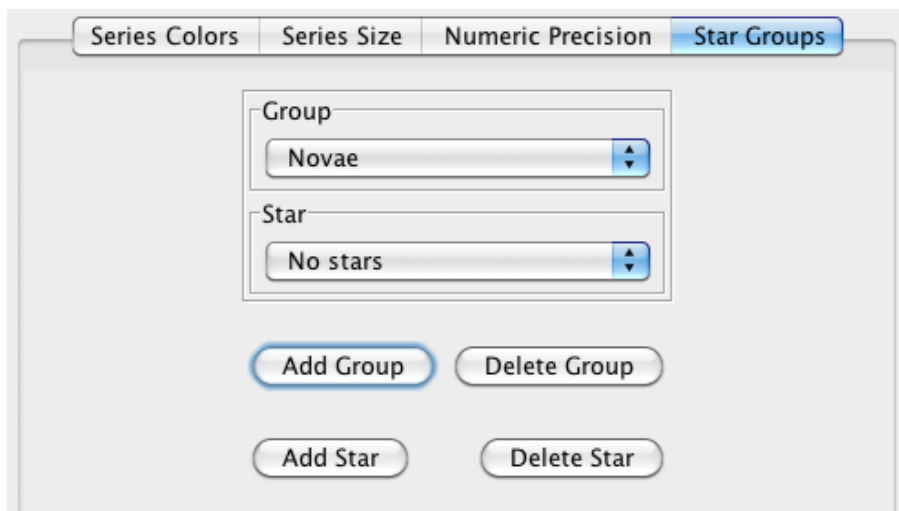 Series Colors Series Size Numeric Precision Star Groups
Group
Novae
Star
No stars
Add Group Delete Group
Add Star Delete Star